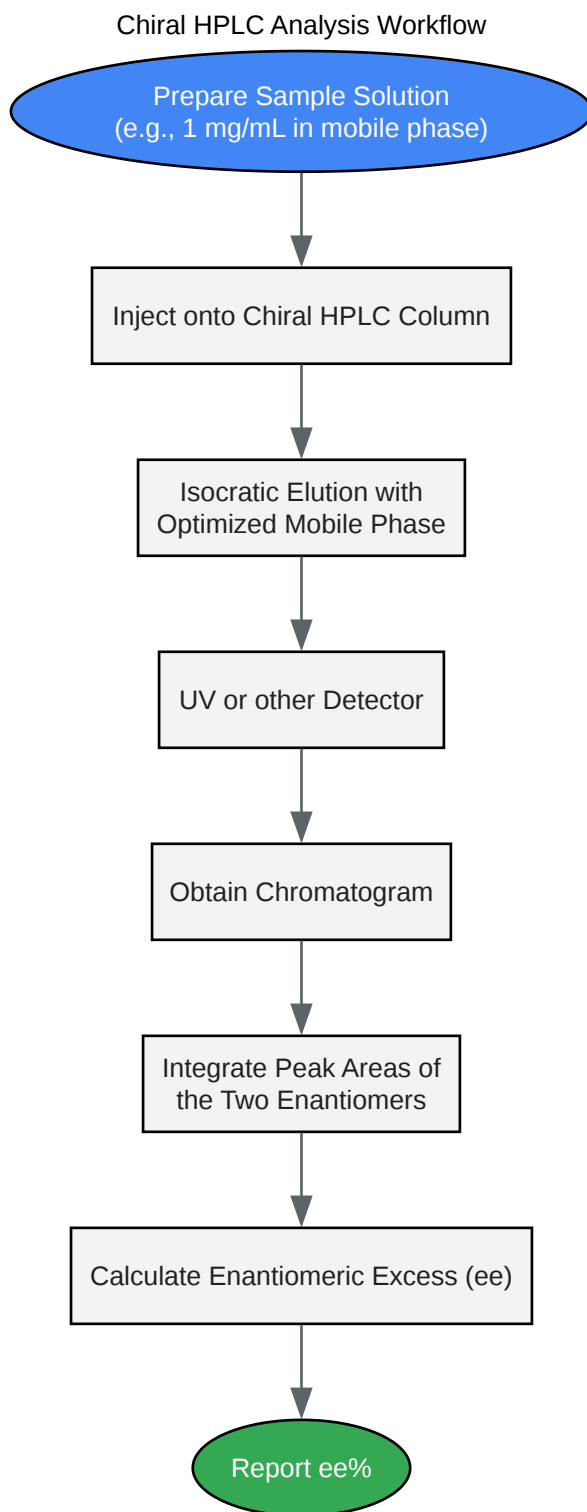 Chiral HPLC Analysis Workflow
Prepare Sample Solution
(e.g., 1 mg/mL in mobile phase)
Inject onto Chiral HPLC Column
Isocratic Elution with
Optimized Mobile Phase
UV or other Detector
Obtain Chromatogram
Integrate Peak Areas of
the Two Enantiomers
Calculate Enantiomeric Excess (ee)
Report ee%